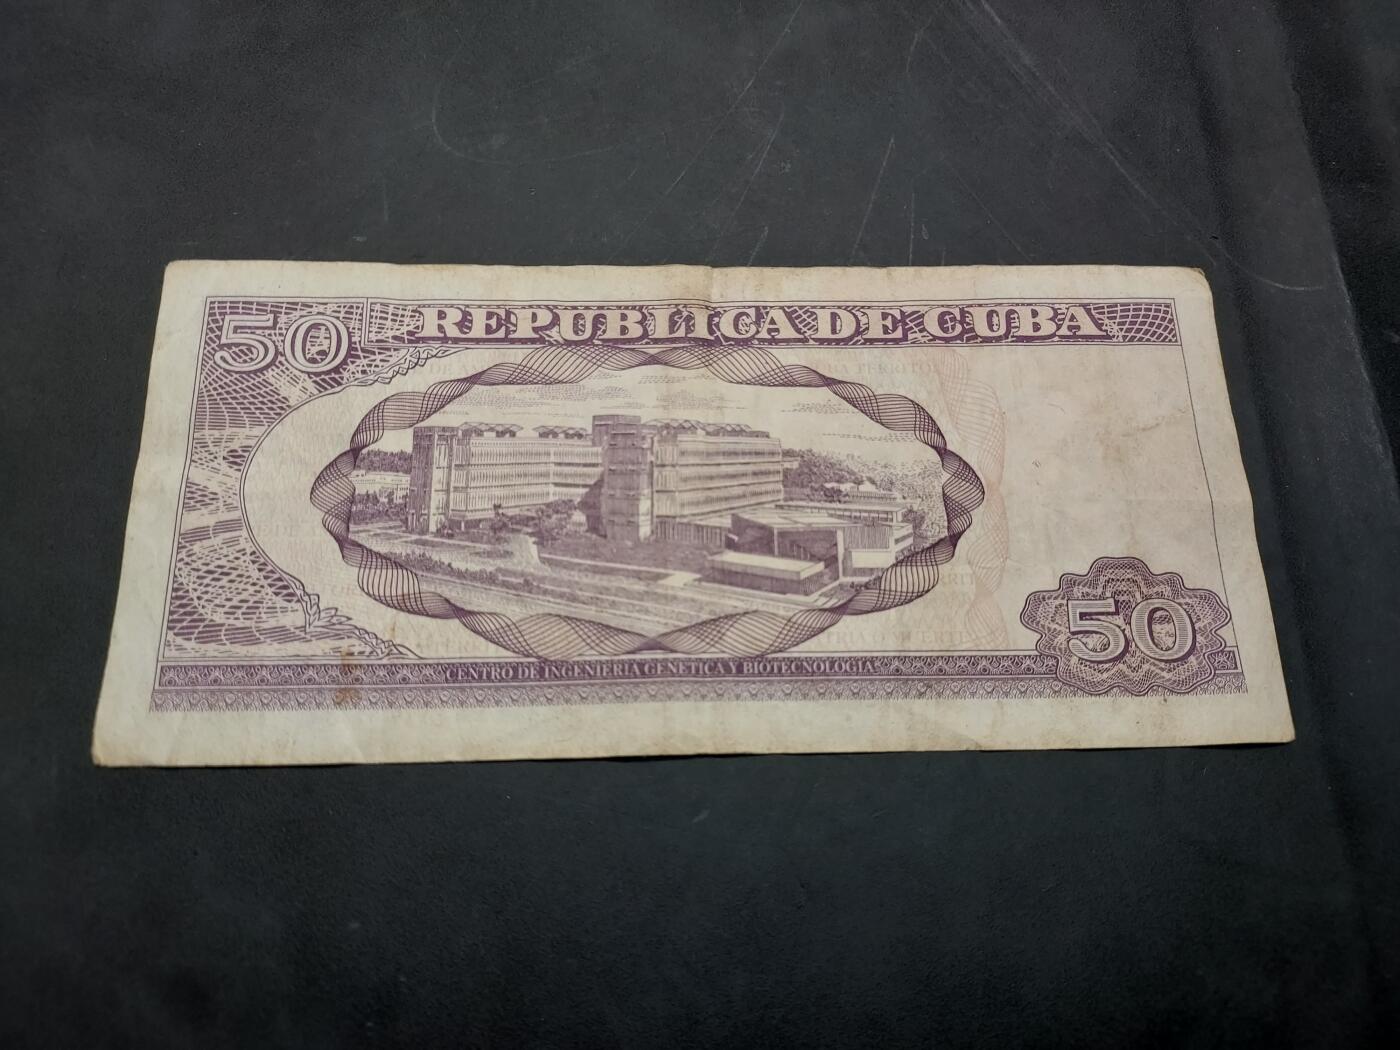 50
REPUBLICA DE CUBA
CENTRO DE INGENIERIA GENETICA Y BIOTECNOLOGIA
50